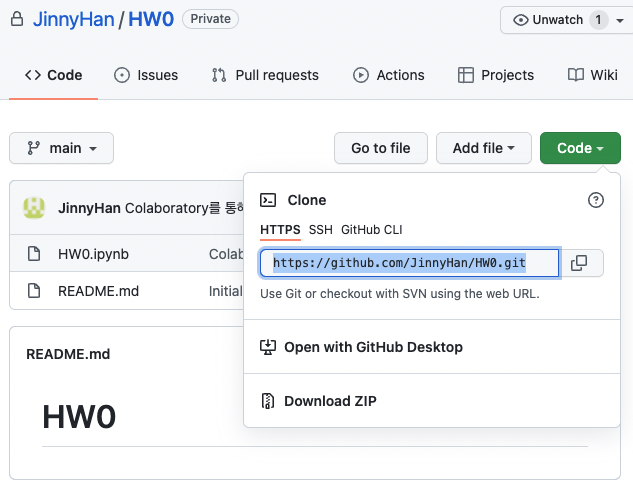 JinnyHan / HW0 Private
Unwatch 1
Code Issues Pull requests Actions Projects Wiki
main Go to file Add file Code
JinnyHan Colaboratory를 통해
HW0.ipynb Colab
README.md Initial
Clone
HTTPS SSH GitHub CLI
https://github.com/JinnyHan/HW0.git
Use Git or checkout with SVN using the web URL.
Open with GitHub Desktop
Download ZIP
README.md
HW0